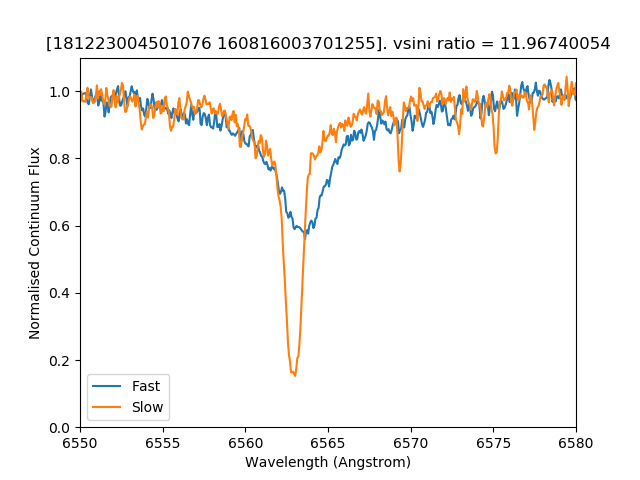 [181223004501076 160816003701255]. vsini ratio = 11.96740054
1.0
0.8
0.6
0.4
0.2
0.0
Normalised Continuum Flux
Fast
Slow
6550 6555 6560 6565 6570 6575 6580
Wavelength (Angstrom)